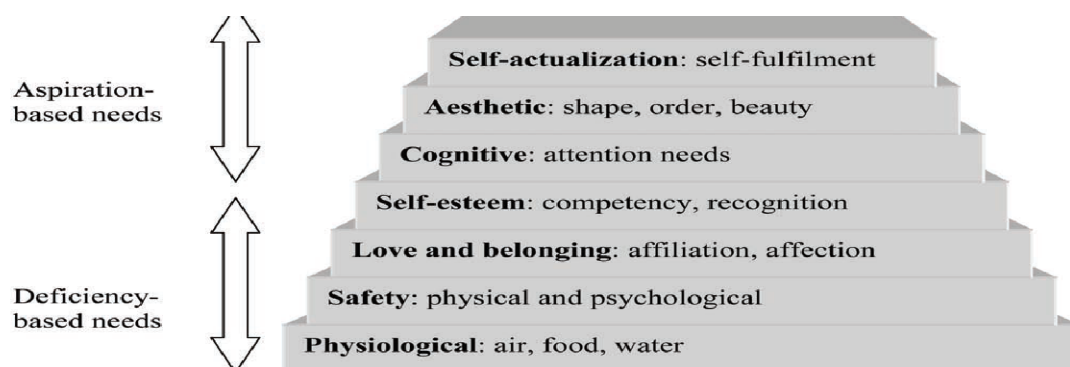 Self-actualization: self-fulfilment
Aspiration-
based needs
Aesthetic: shape, order, beauty
Cognitive: attention needs
Self-esteem: competency, recognition
Love and belonging: affiliation, affection
Deficiency-
based needs
Safety: physical and psychological
Physiological: air, food, water